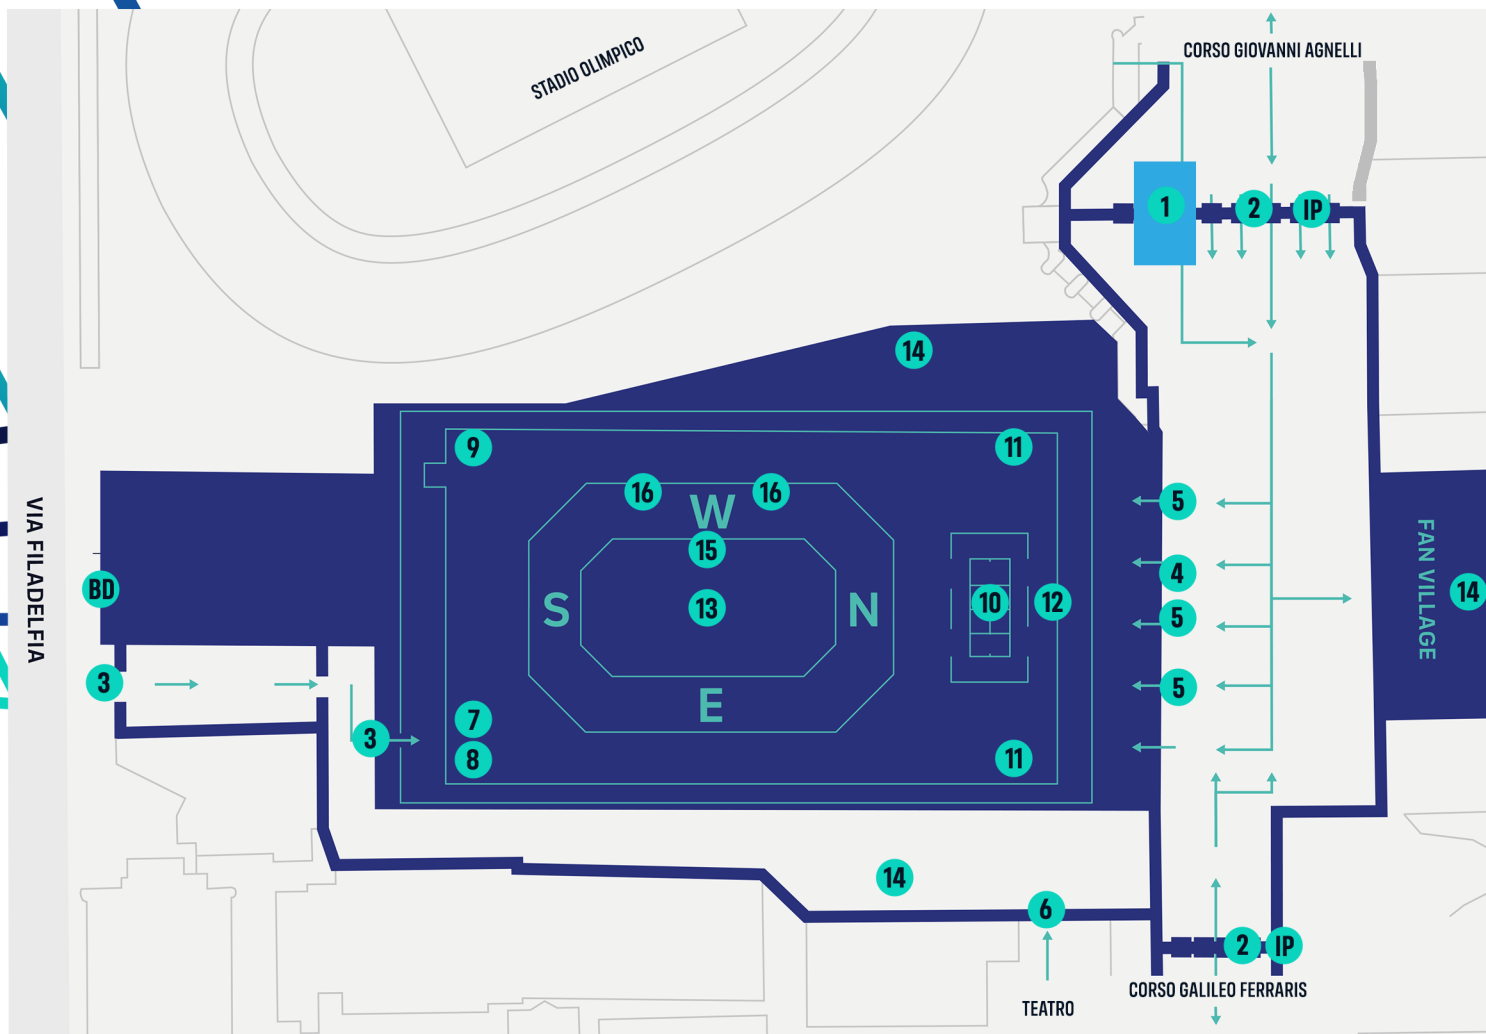 CORSO GIOVANNI AGNELLI
STADIO OLIMPICO
1
2
IP
14
9
11
16
16
W
15
5
VIA FILADELFIA
BD
S
13
N
10
12
4
5
FAN VILLAGE
14
3
5
E
7
3
8
11
14
6
2
IP
CORSO GALILEO FERRARIS
TEATRO